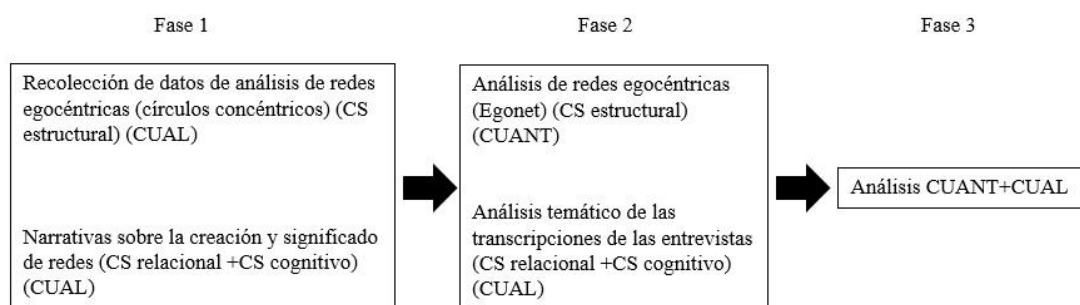 Fase 1
Fase 2
Fase 3
Recolección de datos de análisis de redes
egocéntricas (círculos concéntricos) (CS
estructural) (CUAL)
Narrativas sobre la creación y significado
de redes (CS relacional +CS cognitivo)
(CUAL)
Análisis de redes egocéntricas
(Egonet) (CS estructural)
(CUANT)
Análisis temático de las
transcripciones de las entrevistas
(CS relacional +CS cognitivo)
(CUAL)
Análisis CUANT+CUAL